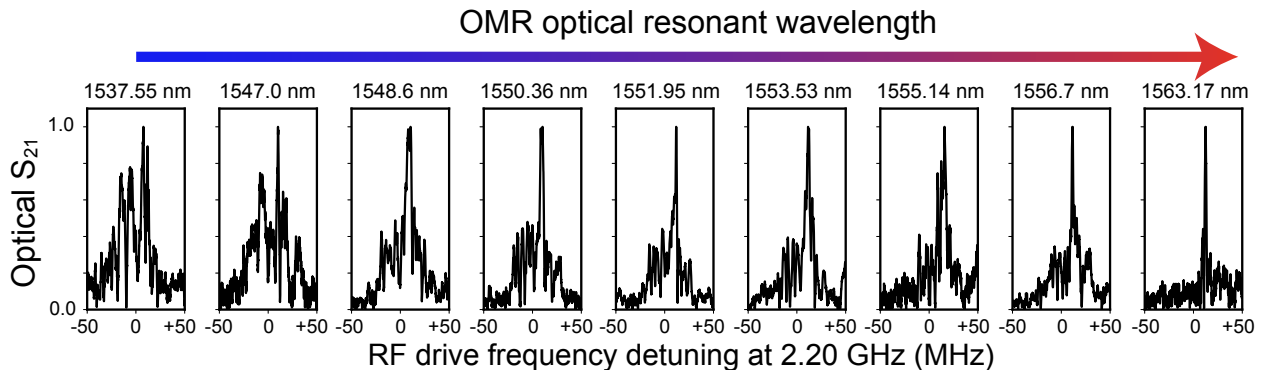 OMR optical resonant wavelength
1537.55 nm 1547.0 nm 1548.6 nm 1550.36 nm 1551.95 nm 1553.53 nm 1555.14 nm 1556.7 nm 1563.17 nm
1.0
Optical S₂₁
0.0
-50 0 +50 -50 0 +50 -50 0 +50 -50 0 +50 -50 0 +50 -50 0 +50 -50 0 +50 -50 0 +50 -50 0 +50
RF drive frequency detuning at 2.20 GHz (MHz)